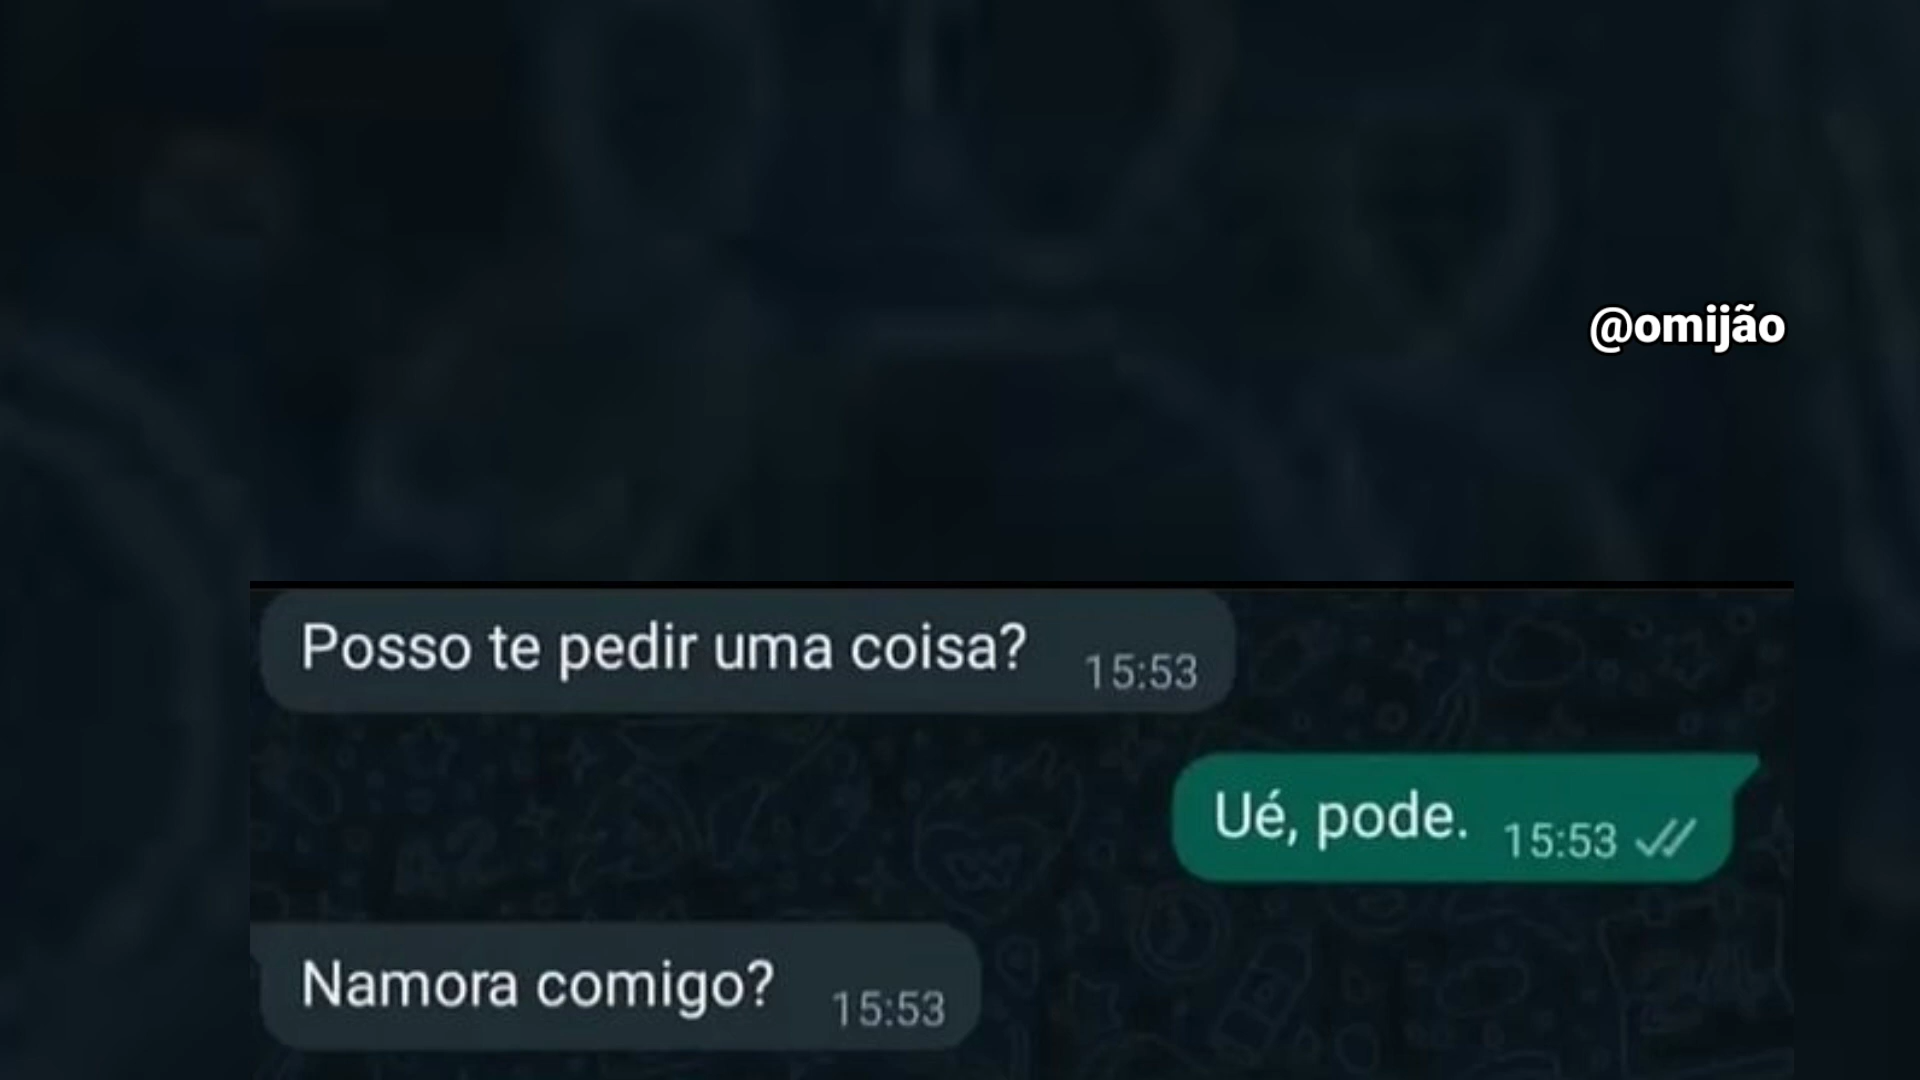 @omijão
Posso te pedir uma coisa? 15:53
Ué, pode. 15:53
Namora comigo? 15:53